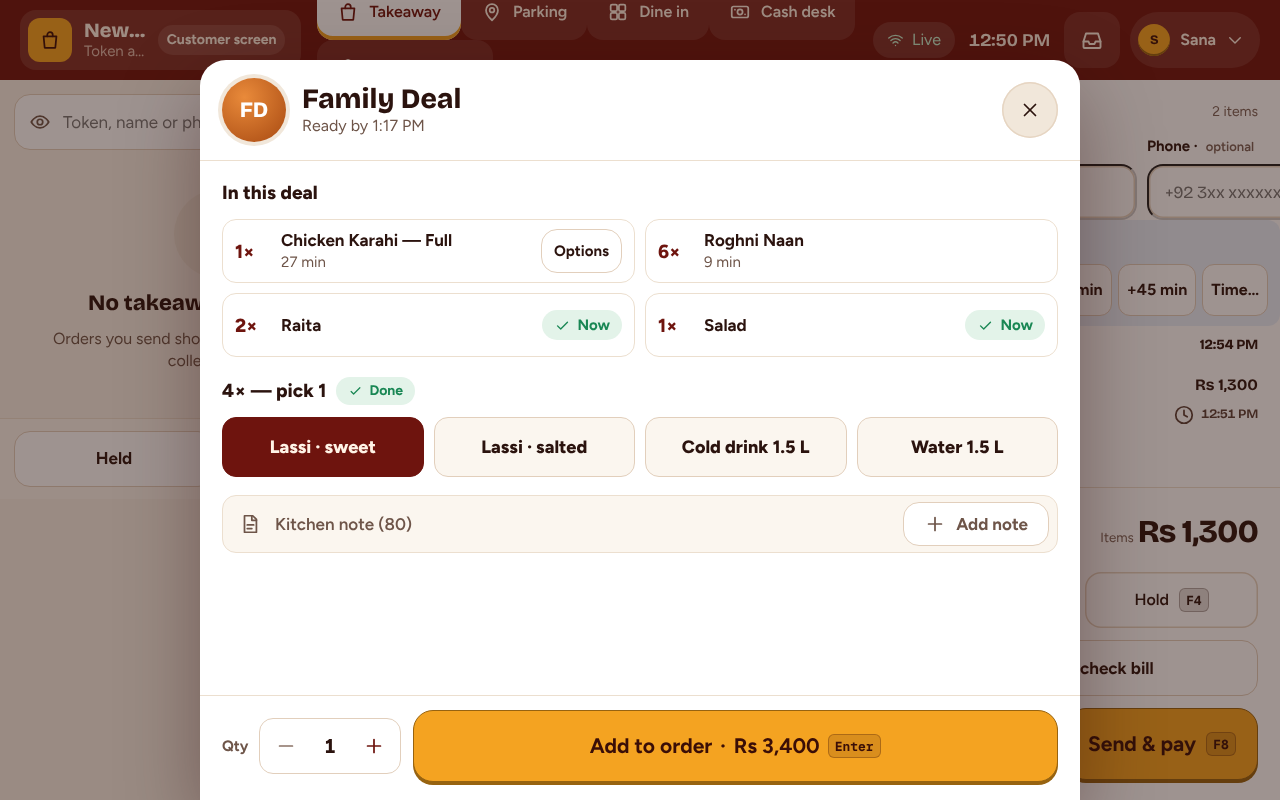 New...
Token a...
Customer screen
Takeaway
Parking
Dine in
Cash desk
Live
12:50 PM
S
Sana
Token, name or ph
2 items
Phone · optional
+92 3xx xxxxxx
FD
Family Deal
Ready by 1:17 PM
In this deal
1× Chicken Karahi — Full
27 min
Options
6× Roghni Naan
9 min
2× Raita
Now
1× Salad
Now
4× — pick 1
Done
Lassi · sweet
Lassi · salted
Cold drink 1.5 L
Water 1.5 L
Kitchen note (80)
Add note
Qty
1
Add to order · Rs 3,400 Enter
No takeaw
Orders you send sho
colle
Held
min
+45 min
Time...
12:54 PM
Rs 1,300
12:51 PM
Items Rs 1,300
Hold F4
check bill
Send & pay F8